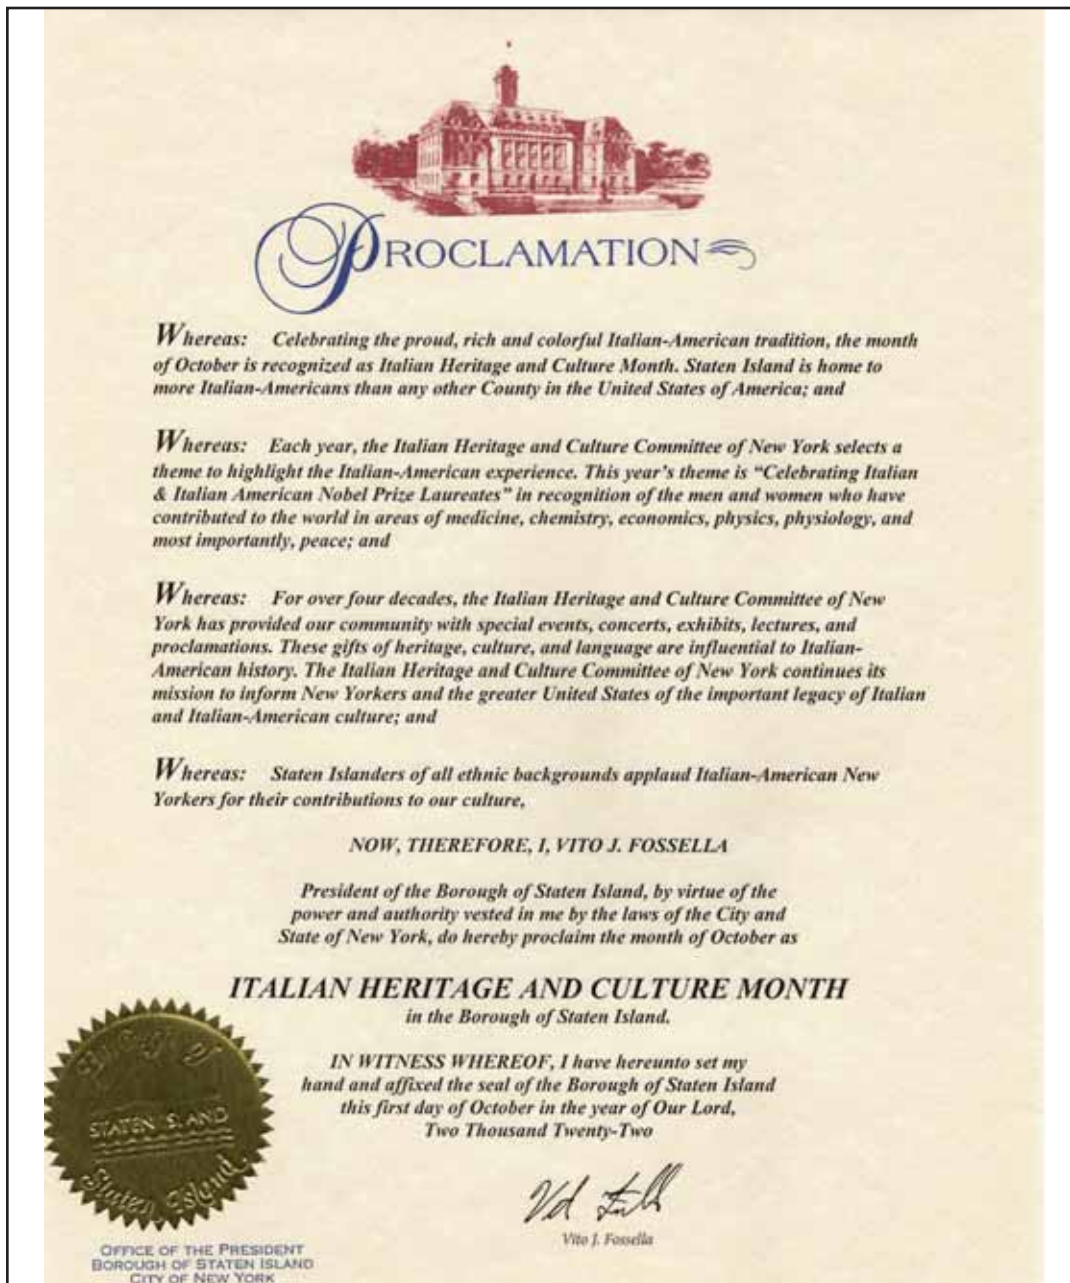 PROCLAMATION
Whereas: Celebrating the proud, rich and colorful Italian-American tradition, the month
of October is recognized as Italian Heritage and Culture Month. Staten Island is home to
more Italian-Americans than any other County in the United States of America; and
Whereas: Each year, the Italian Heritage and Culture Committee of New York selects a
theme to highlight the Italian-American experience. This year's theme is “Celebrating Italian
& Italian American Nobel Prize Laureates” in recognition of the men and women who have
contributed to the world in areas of medicine, chemistry, economics, physics, physiology, and
most importantly, peace; and
Whereas: For over four decades, the Italian Heritage and Culture Committee of New
York has provided our community with special events, concerts, exhibits, lectures, and
proclamations. These gifts of heritage, culture, and language are influential to Italian-
American history. The Italian Heritage and Culture Committee of New York continues its
mission to inform New Yorkers and the greater United States of the important legacy of Italian
and Italian-American culture; and
Whereas: Staten Islanders of all ethnic backgrounds applaud Italian-American New
Yorkers for their contributions to our culture,
NOW, THEREFORE, I, VITO J. FOSSELLA
President of the Borough of Staten Island, by virtue of the
power and authority vested in me by the laws of the City and
State of New York, do hereby proclaim the month of October as
ITALIAN HERITAGE AND CULTURE MONTH
in the Borough of Staten Island.
IN WITNESS WHEREOF, I have hereunto set my
hand and affixed the seal of the Borough of Staten Island
this first day of October in the year of Our Lord,
Two Thousand Twenty-Two
STATEN ISLAND
Staten Island
Vito J. Fossella
OFFICE OF THE PRESIDENT
BOROUGH OF STATEN ISLAND
CITY OF NEW YORK